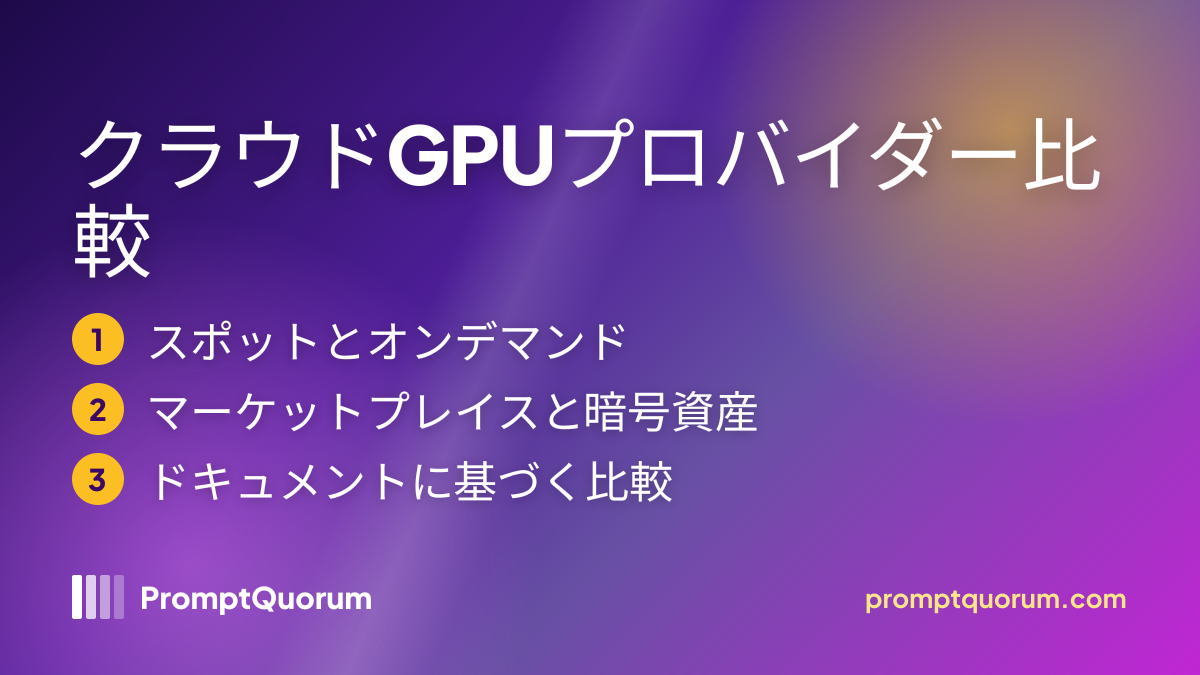 クラウドGPUプロバイダー比
較
1 スポットとオンデマンド
2 マーケットプレイスと暗号資産
3 ドキュメントに基づく比較
PromptQuorum
promptquorum.com